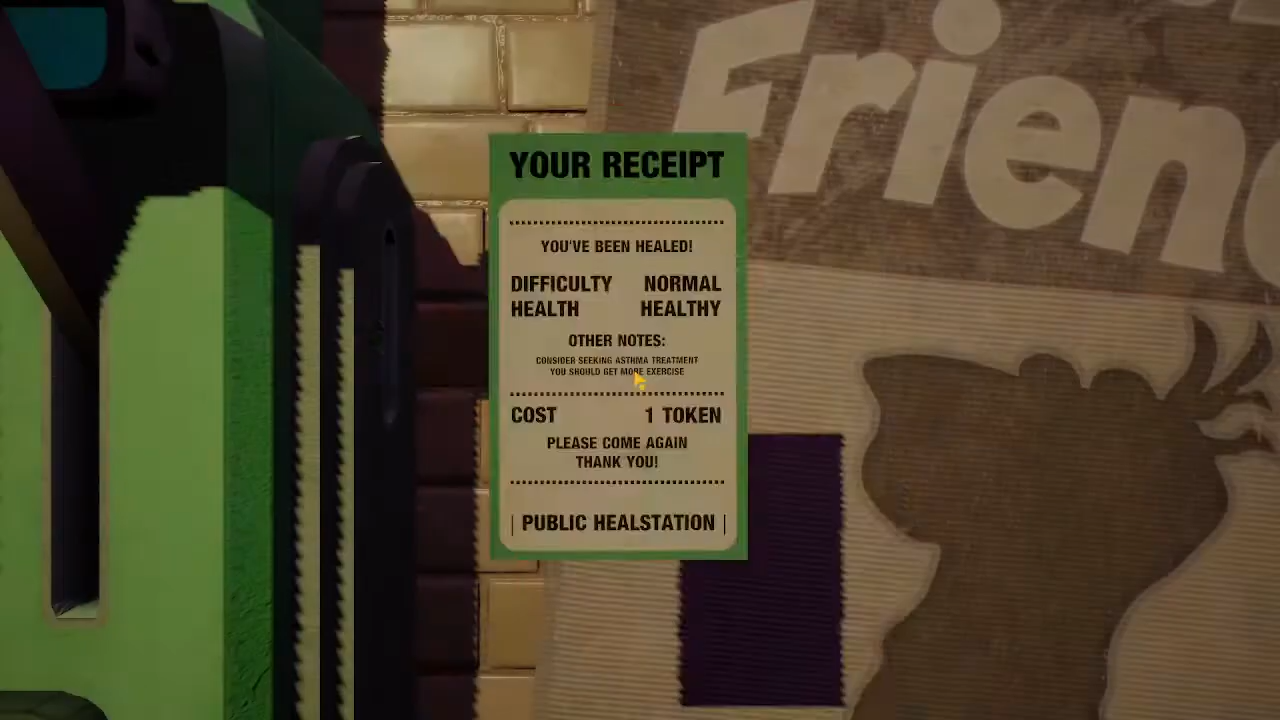 Frien
YOUR RECEIPT
YOU'VE BEEN HEALED!
DIFFICULTY NORMAL
HEALTH HEALTHY
OTHER NOTES:
CONSIDER SEEKING ASTHMA TREATMENT
YOU SHOULD GET MORE EXERCISE
COST 1 TOKEN
PLEASE COME AGAIN
THANK YOU!
| PUBLIC HEALSTATION |